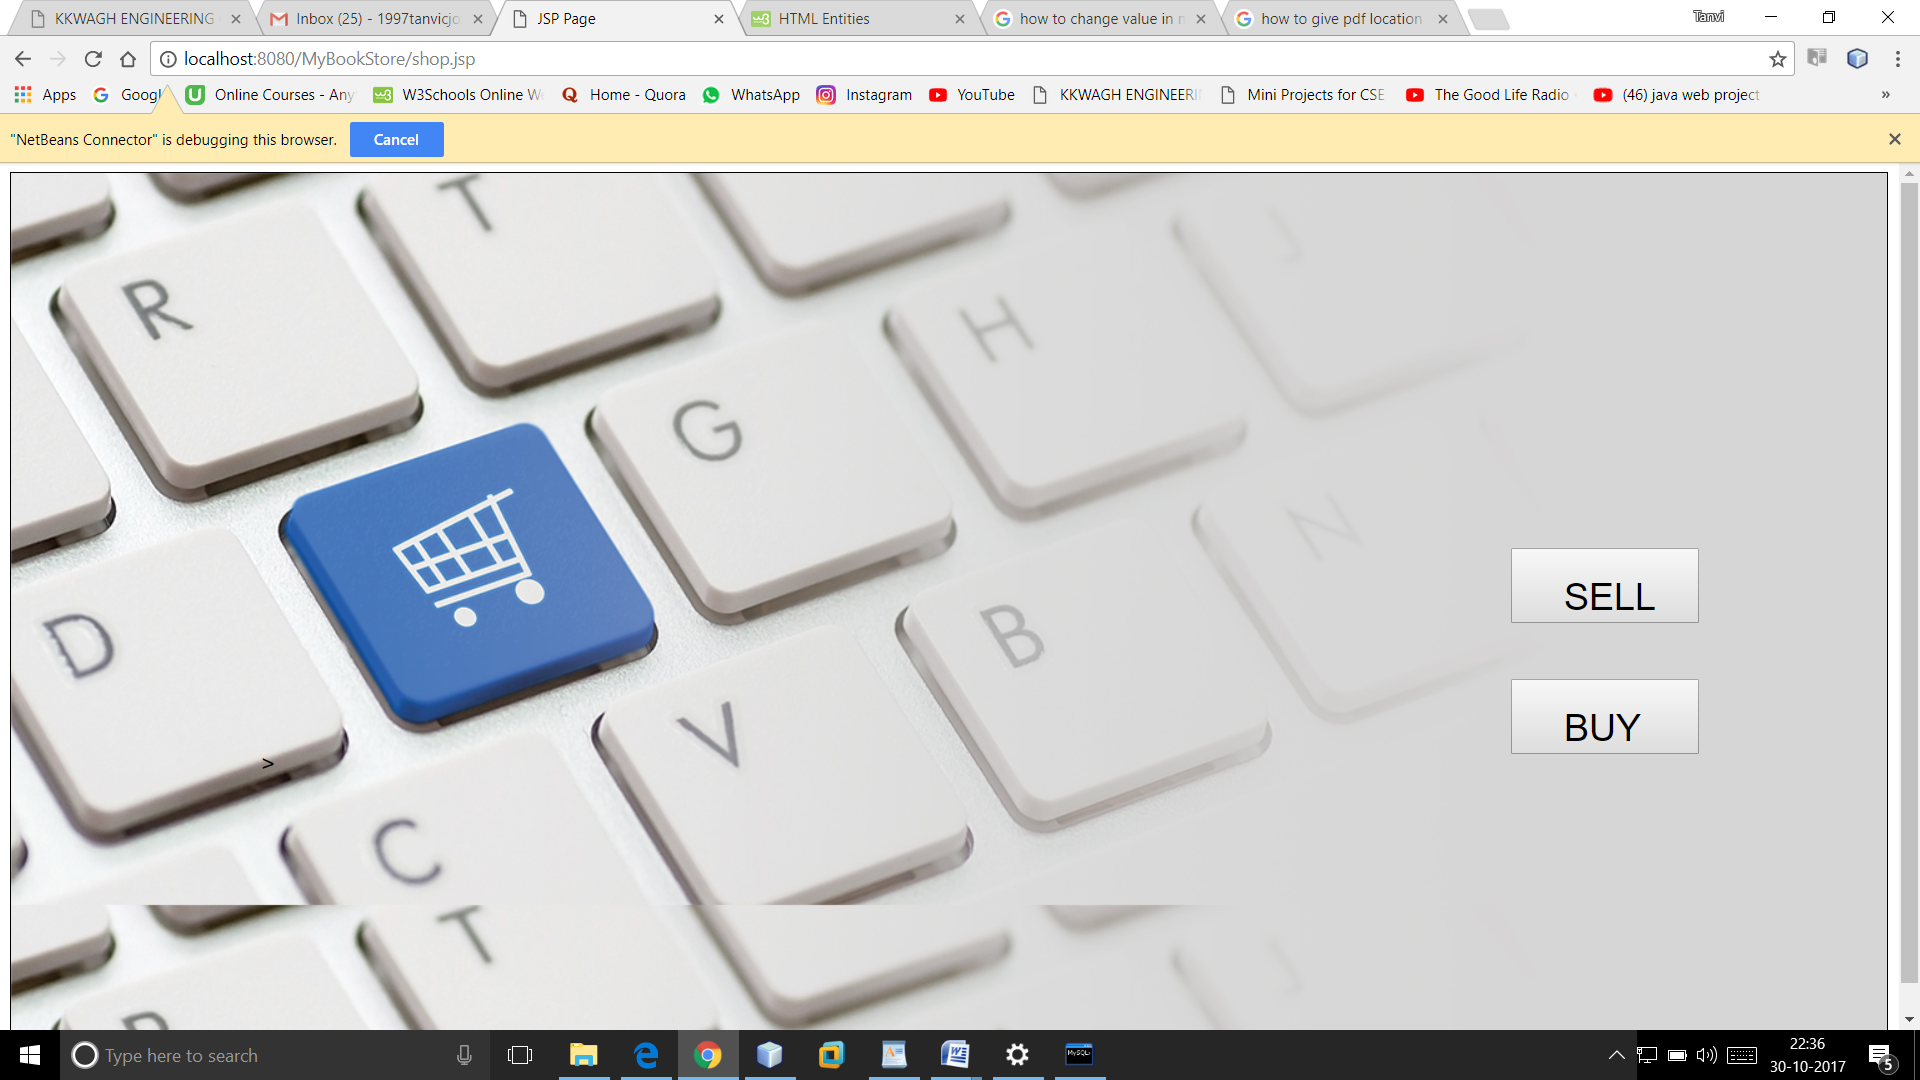 KKWAGH ENGINEERING
Inbox (25) - 1997tanvicjo
JSP Page
HTML Entities
how to change value in
how to give pdf location
Tanvi
localhost:8080/MyBookStore/shop.jsp
Apps
Googl
Online Courses - Any
W3Schools Online W
Home - Quora
WhatsApp
Instagram
YouTube
KKWAGH ENGINEERI
Mini Projects for CSE
The Good Life Radio
(46) java web project
»
"NetBeans Connector" is debugging this browser.
Cancel
T
R
H
G
N
SELL
D
B
BUY
V
>
C
T
Type here to search
MySQL
22:36
30-10-2017
5